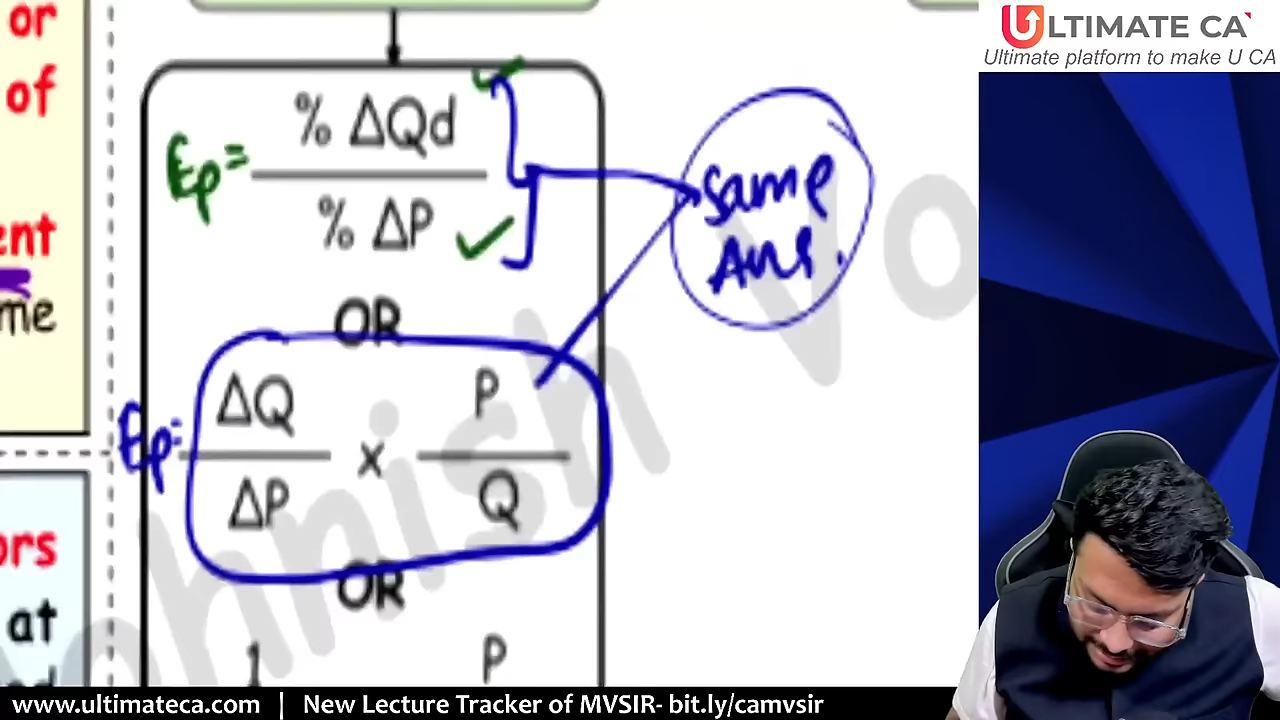 or
of
ent
me
ors
at
% ΔQd
Ep=
% ΔP
OR
ΔQ
P
Ep=
x
ΔP
Q
OR
1
P
same
Ans.
ULTIMATE CA
Ultimate platform to make U CA
www.ultimateca.com | New Lecture Tracker of MVSIR- bit.ly/camvsir